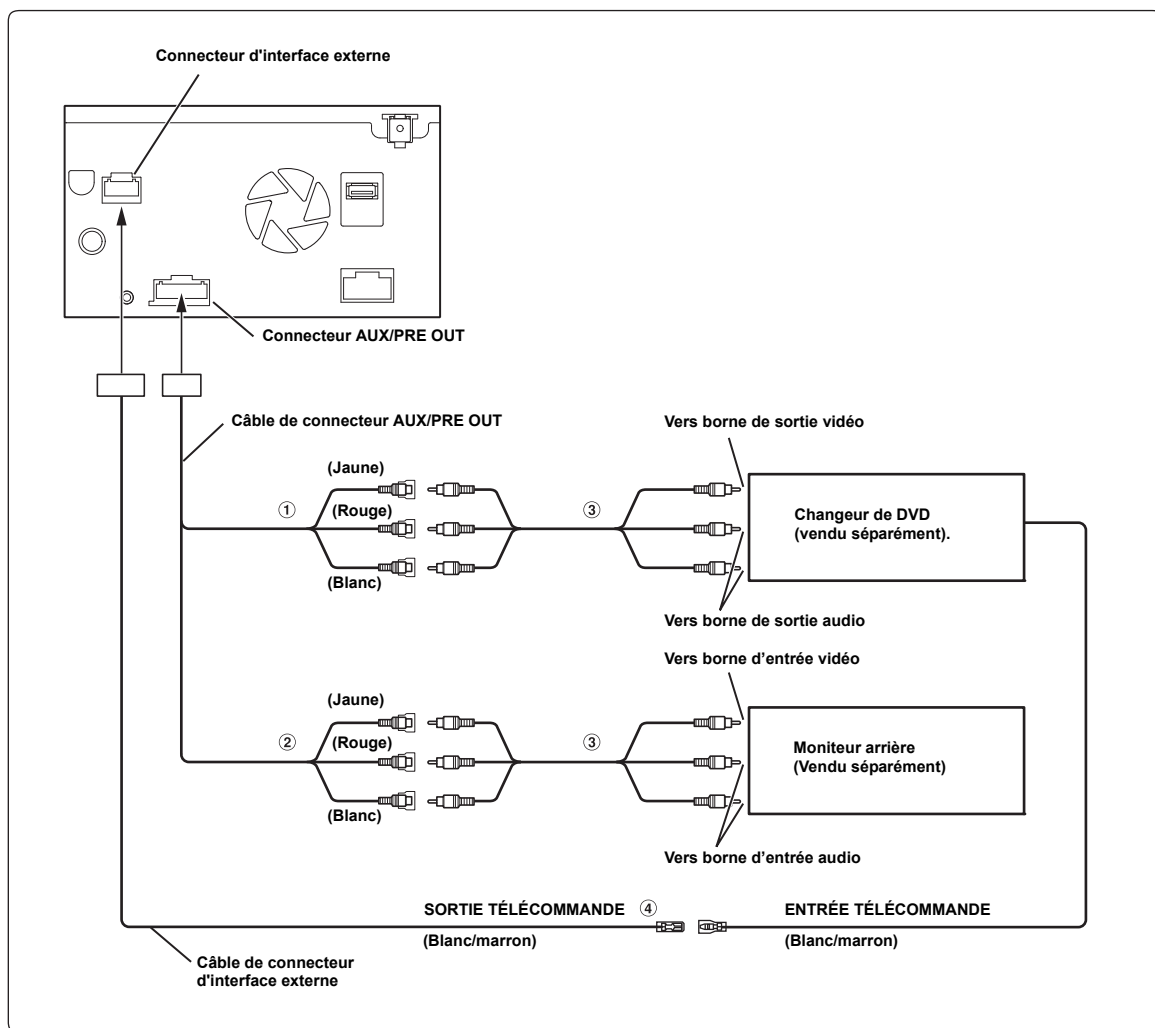 Connecteur d'interface externe
Connecteur AUX/PRE OUT
Câble de connecteur AUX/PRE OUT
Vers borne de sortie vidéo
(Jaune)
①
(Rouge)
③
(Blanc)
Changeur de DVD
(vendu séparément).
Vers borne de sortie audio
Vers borne d’entrée vidéo
(Jaune)
②
(Rouge)
③
(Blanc)
Moniteur arrière
(Vendu séparément)
Vers borne d’entrée audio
SORTIE TÉLÉCOMMANDE ④
(Blanc/marron)
ENTRÉE TÉLÉCOMMANDE
(Blanc/marron)
Câble de connecteur
d'interface externe